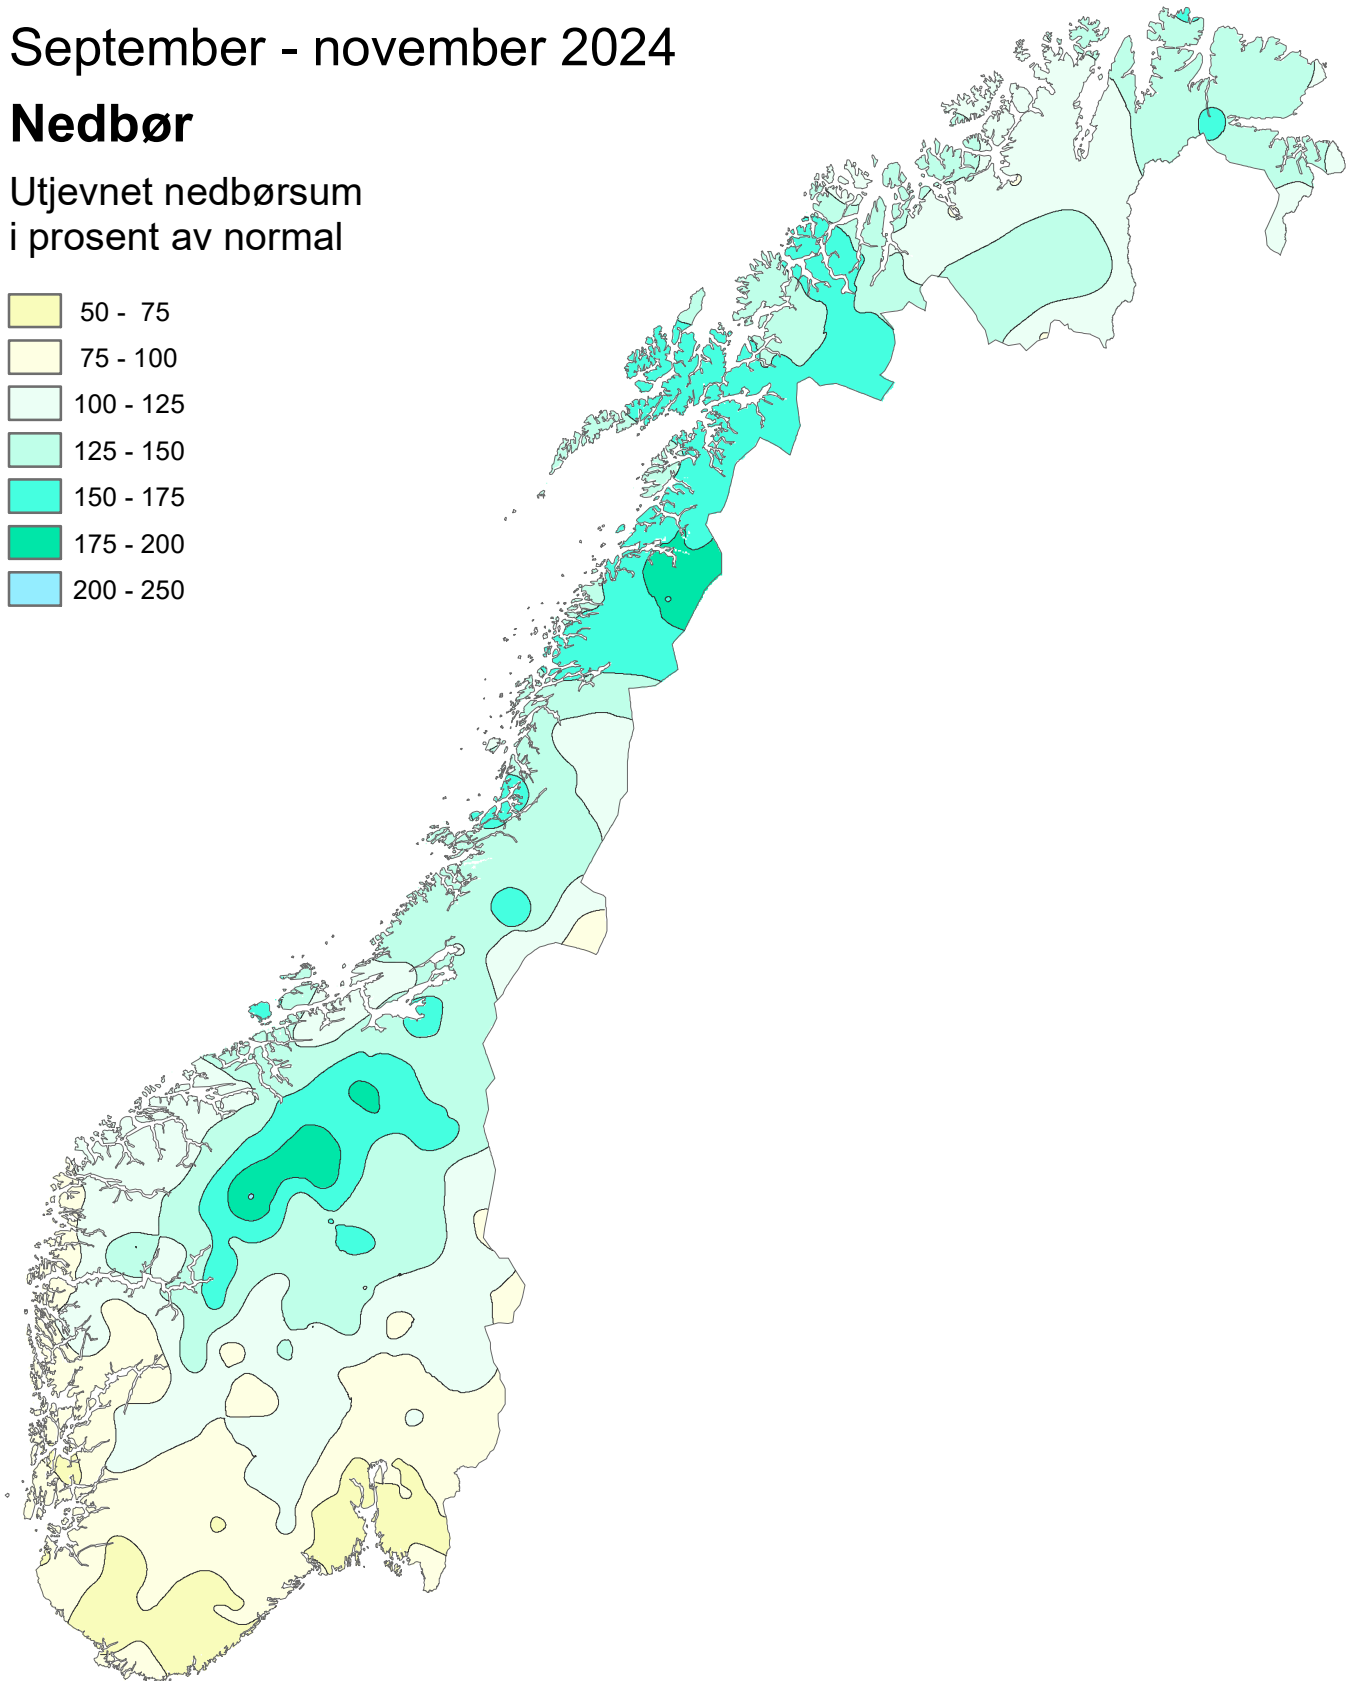 September - november 2024
Nedbør
Utjevnet nedbørsum
i prosent av normal
50 - 75
75 - 100
100 - 125
125 - 150
150 - 175
175 - 200
200 - 250